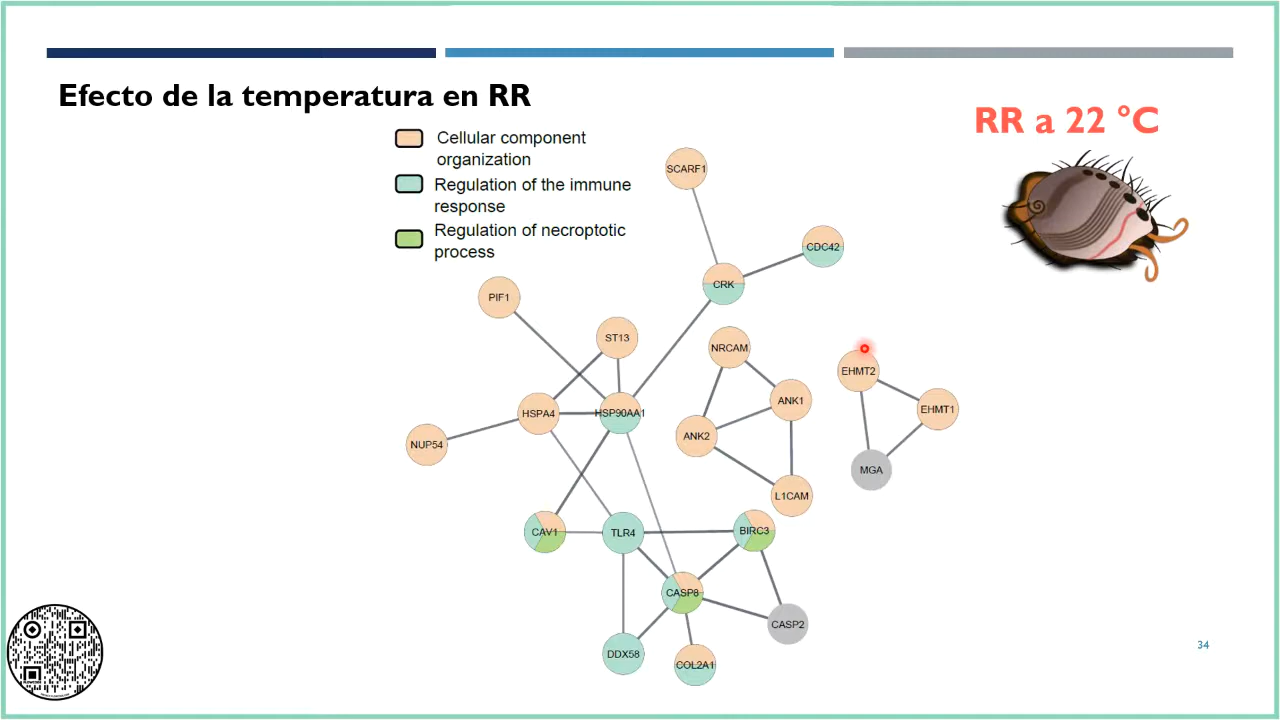 Efecto de la temperatura en RR
RR a 22 °C
Cellular component
organization
Regulation of the immune
response
Regulation of necroptotic
process
SCARF1
CDC42
CRK
PIF1
ST13
NRCAM
EHMT2
ANK1
EHMT1
HSPA4
HSP90AA1
ANK2
NUP54
MGA
L1CAM
CAV1
TLR4
BIRC3
CASP8
CASP2
DDX58
COL2A1
34